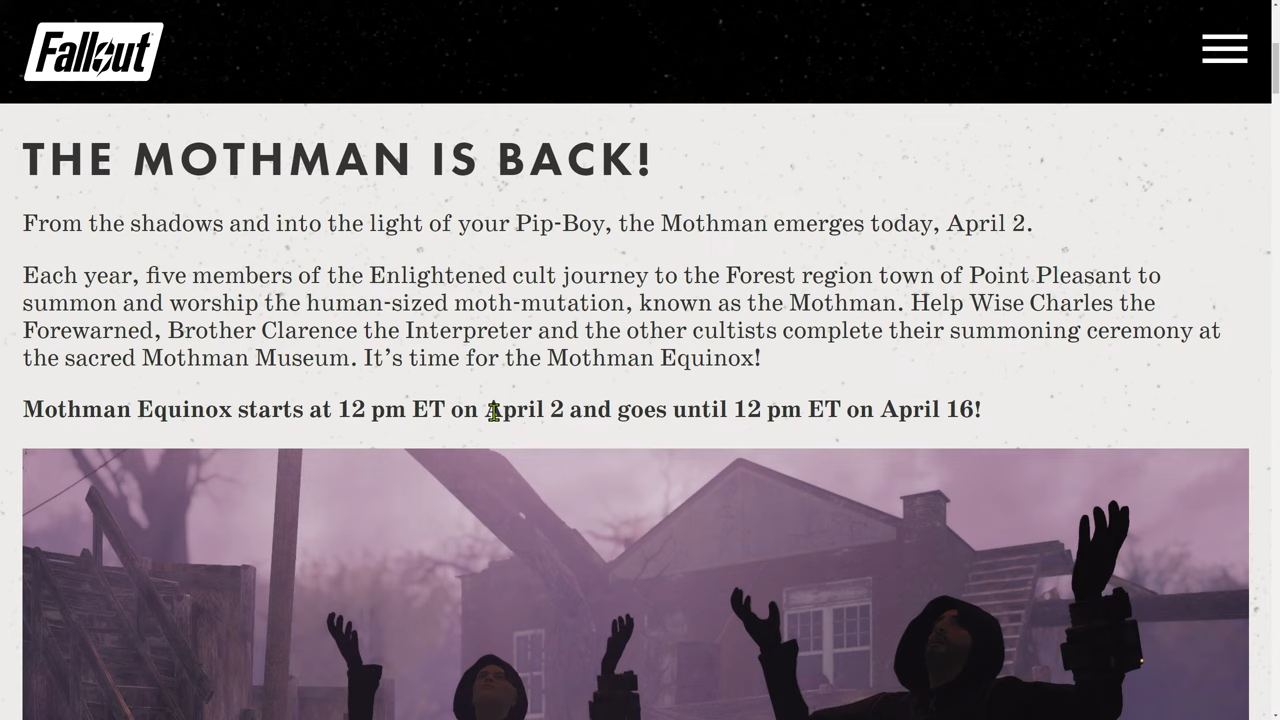 Fallout
THE MOTHMAN IS BACK!
From the shadows and into the light of your Pip-Boy, the Mothman emerges today, April 2.
Each year, five members of the Enlightened cult journey to the Forest region town of Point Pleasant to
summon and worship the human-sized moth-mutation, known as the Mothman. Help Wise Charles the
Forewarned, Brother Clarence the Interpreter and the other cultists complete their summoning ceremony at
the sacred Mothman Museum. It’s time for the Mothman Equinox!
Mothman Equinox starts at 12 pm ET on April 2 and goes until 12 pm ET on April 16!